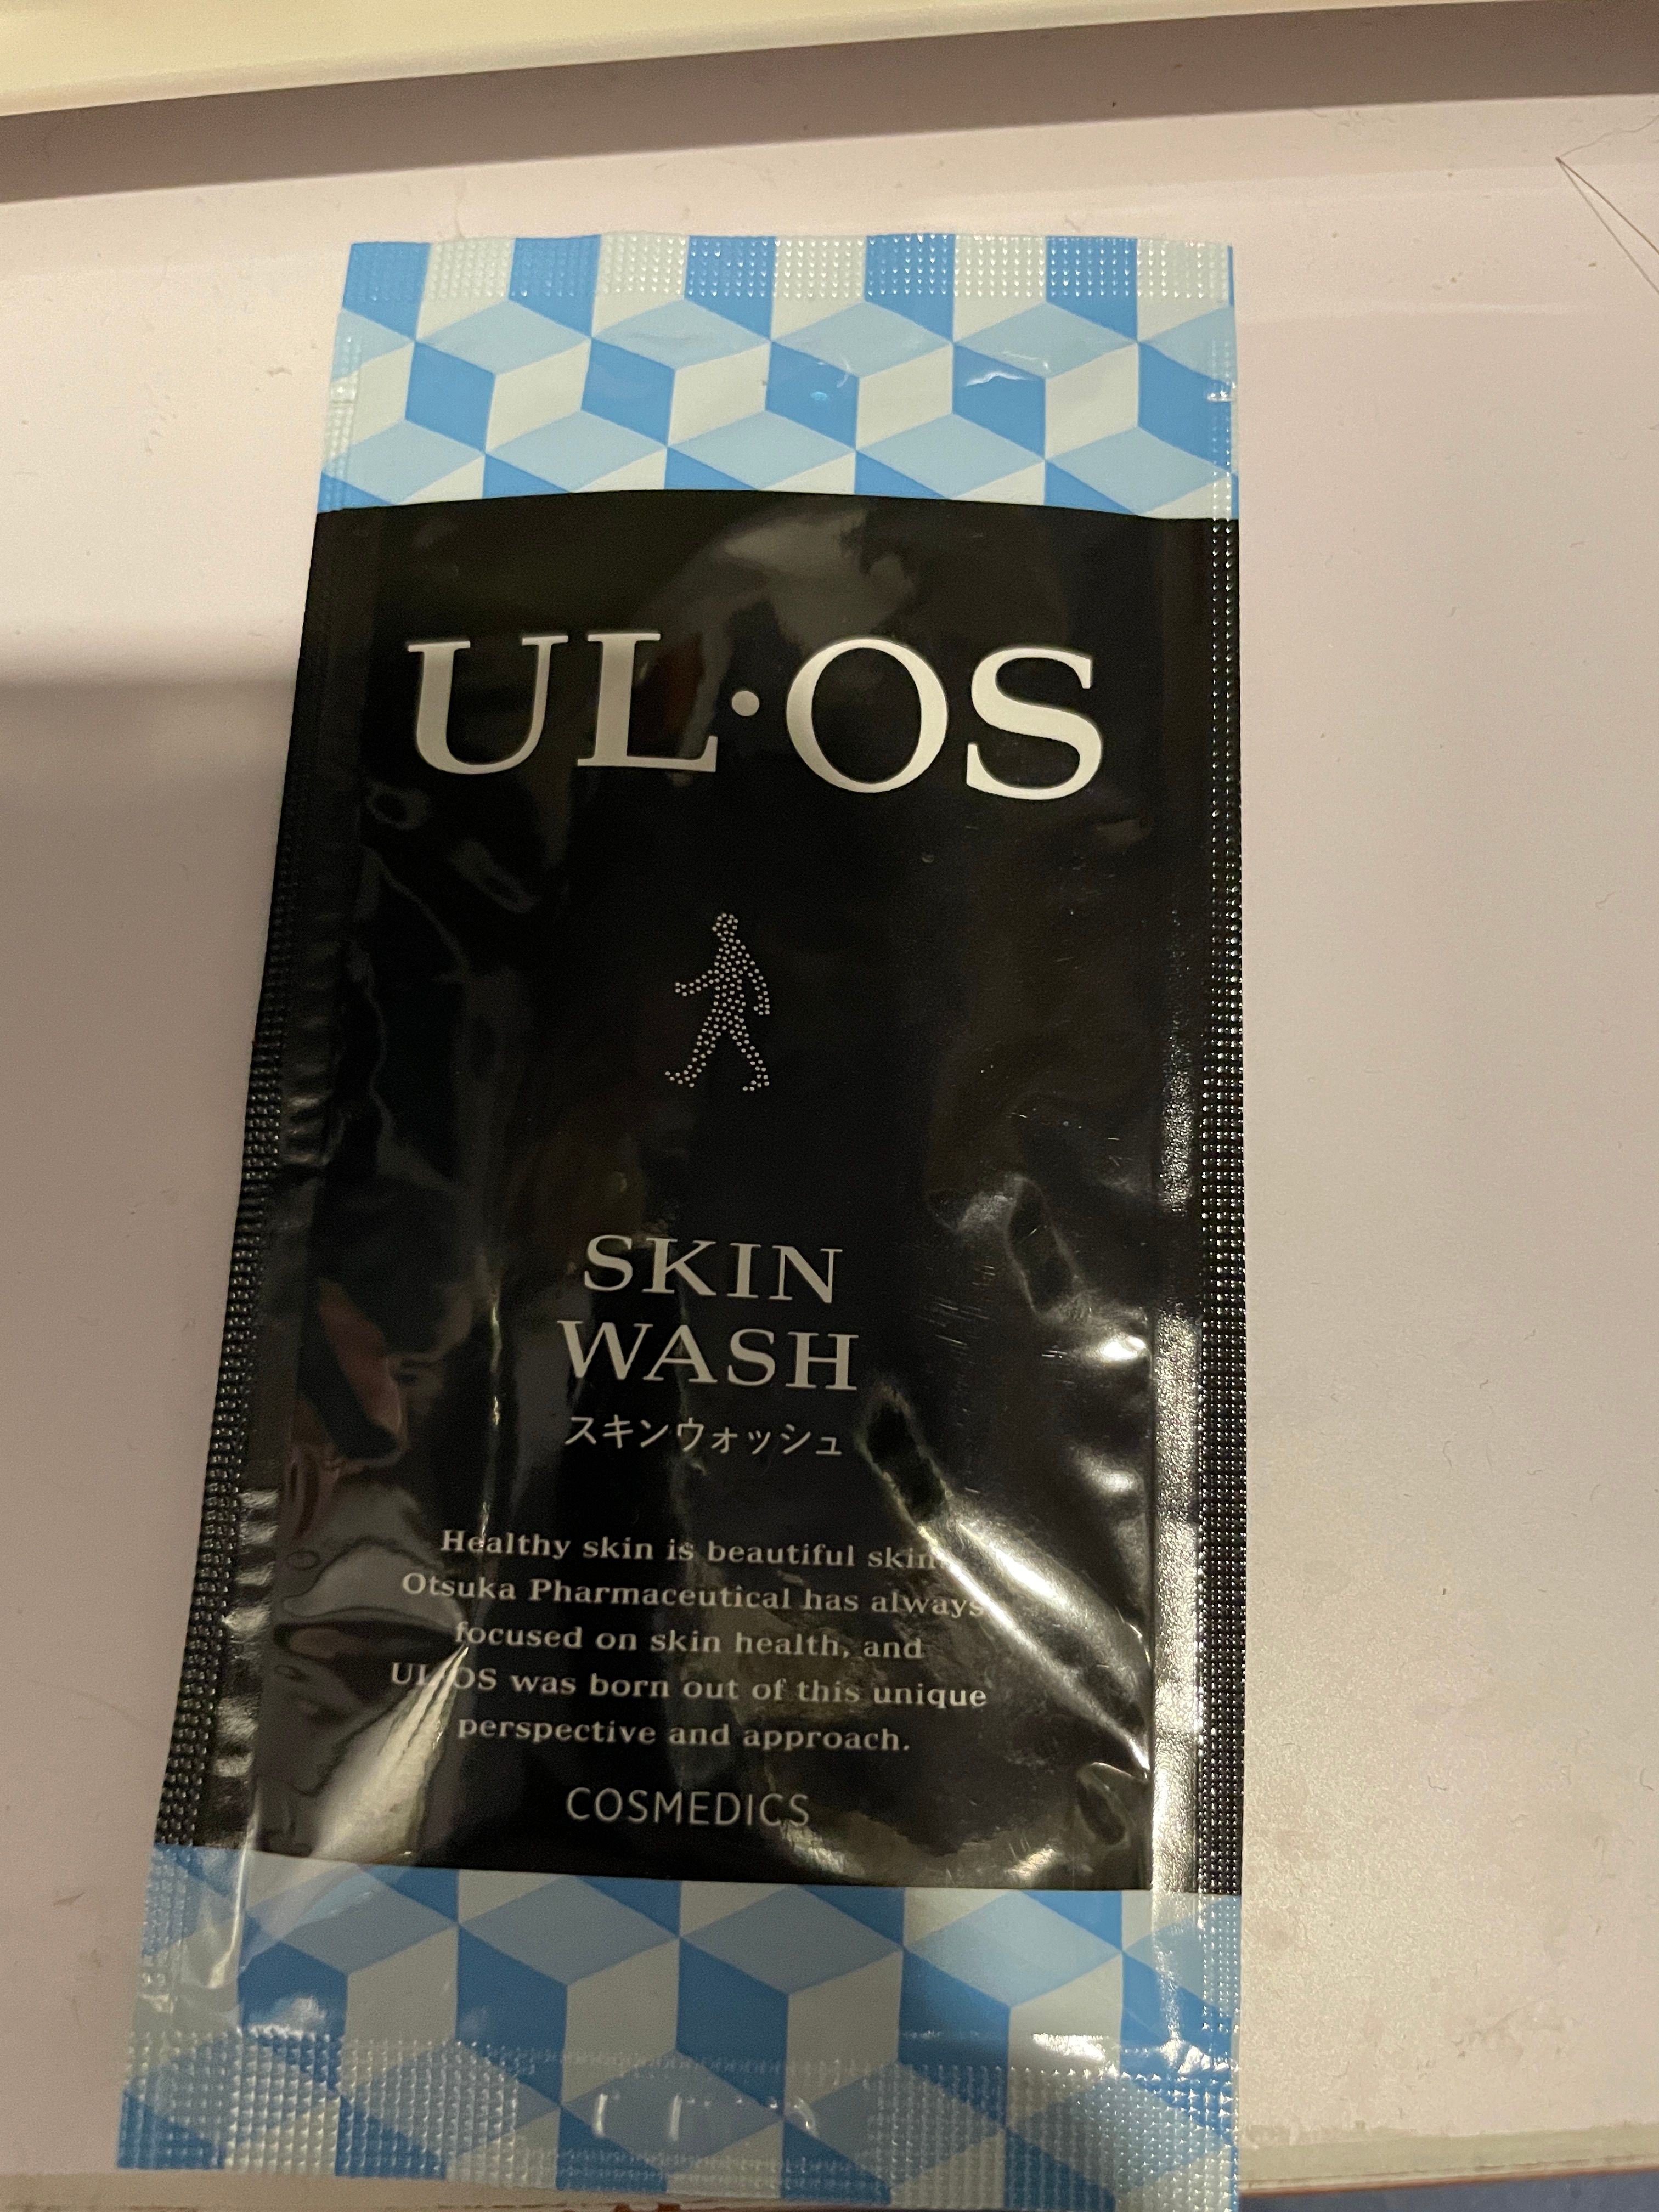 UL·OS
SKIN
WASH
スキンウォッシュ
Healthy skin is beautiful skin.
Otsuka Pharmaceutical has always
focused on skin health, and
UL·OS was born out of this unique
perspective and approach.
COSMEDICS